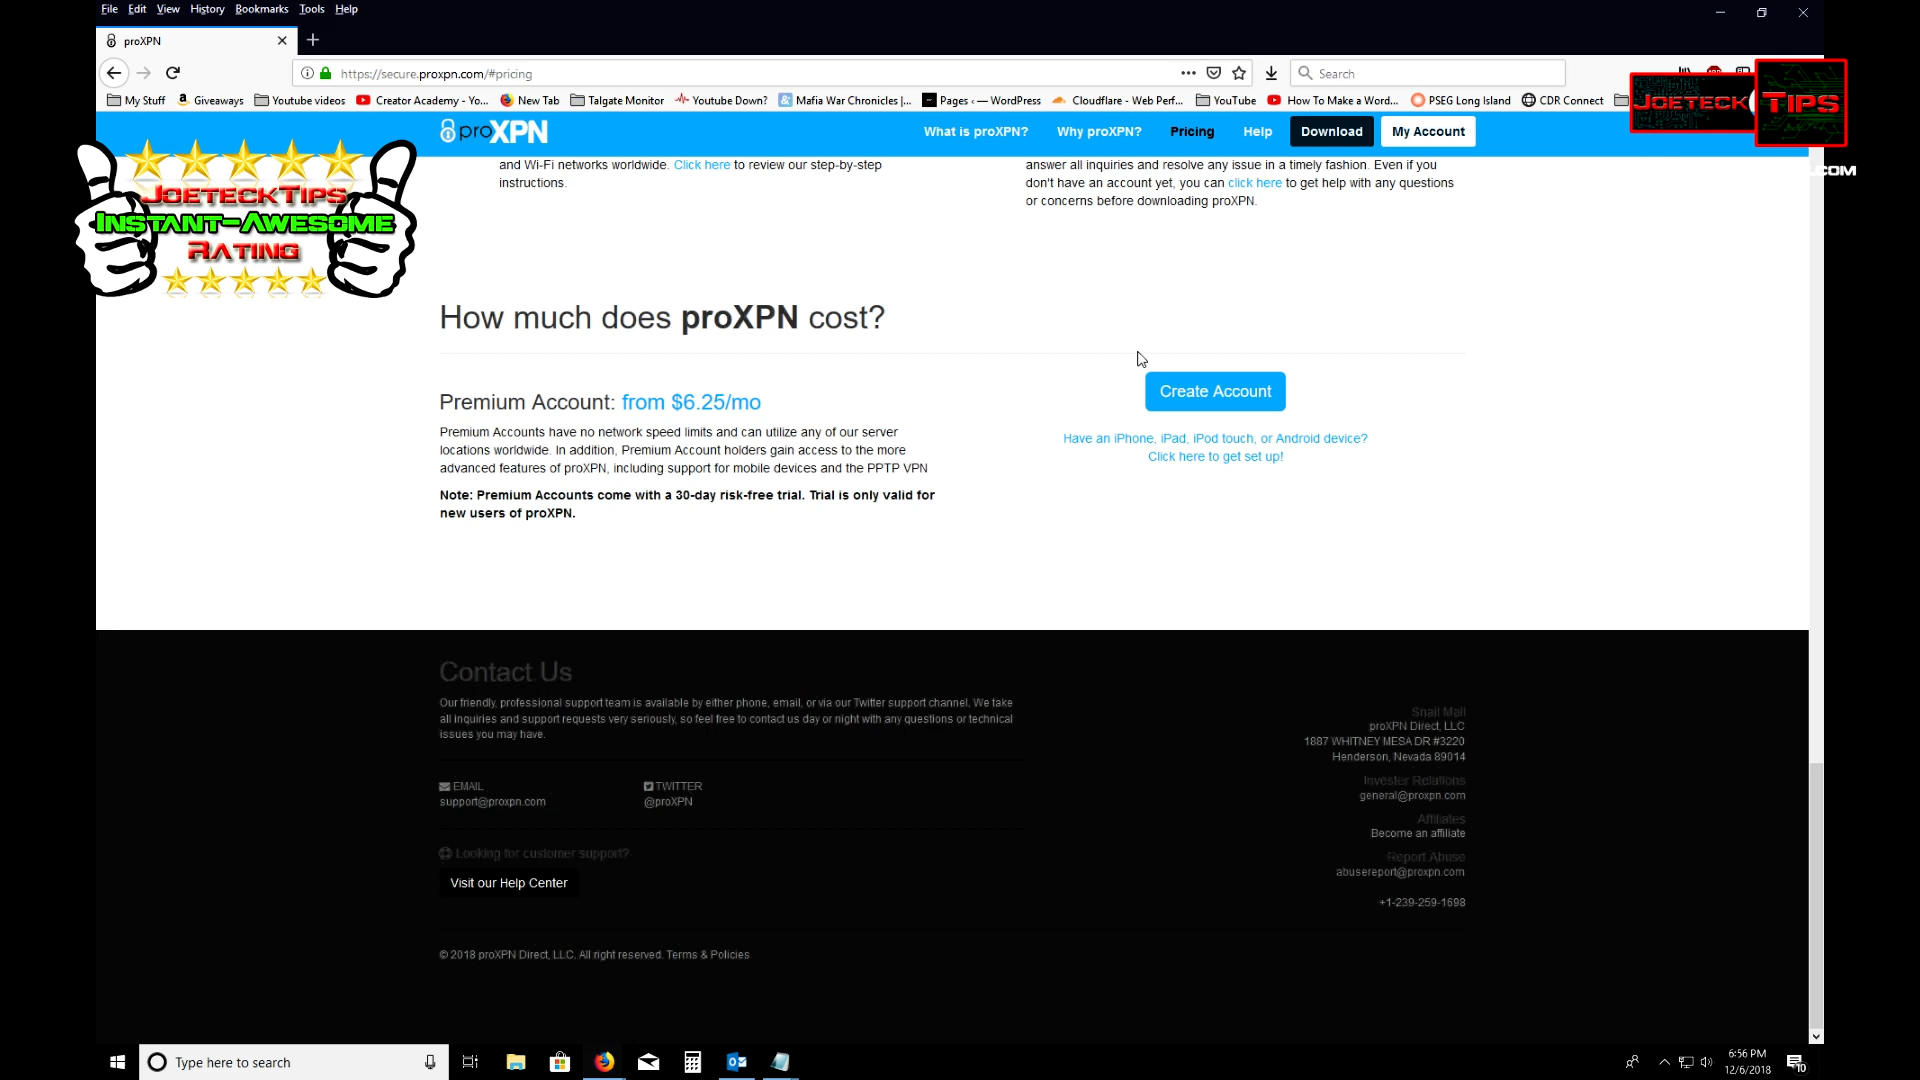 File Edit View History Bookmarks Tools Help
proXPN
https://secure.proxpn.com/#pricing
Search
My Stuff Giveaways Youtube videos Creator Academy - Yo... New Tab Talgate Monitor Youtube Down? Mafia War Chronicles |... Pages ‹ — WordPress Cloudflare - Web Perf... YouTube How To Make a Word... PSEG Long Island CDR Connect
JOETECK TIPS
.COM
proXPN What is proXPN? Why proXPN? Pricing Help Download My Account
JOETECKTIPS
INSTANT-AWESOME
RATING
and Wi-Fi networks worldwide. Click here to review our step-by-step
instructions.
answer all inquiries and resolve any issue in a timely fashion. Even if you
don't have an account yet, you can click here to get help with any questions
or concerns before downloading proXPN.
How much does proXPN cost?
Premium Account: from $6.25/mo
Premium Accounts have no network speed limits and can utilize any of our server
locations worldwide. In addition, Premium Account holders gain access to the more
advanced features of proXPN, including support for mobile devices and the PPTP VPN
Note: Premium Accounts come with a 30-day risk-free trial. Trial is only valid for
new users of proXPN.
Create Account
Have an iPhone, iPad, iPod touch, or Android device?
Click here to get set up!
Contact Us
Our friendly, professional support team is available by either phone, email, or via our Twitter support channel. We take
all inquiries and support requests very seriously, so feel free to contact us day or night with any questions or technical
issues you may have.
EMAIL
support@proxpn.com
TWITTER
@proXPN
Looking for customer support?
Visit our Help Center
Snail Mail
proXPN Direct, LLC
1887 WHITNEY MESA DR #3220
Henderson, Nevada 89014
Invester Relations
general@proxpn.com
Affiliates
Become an affiliate
Report Abuse
abusereport@proxpn.com
+1-239-259-1698
© 2018 proXPN Direct, LLC. All right reserved. Terms & Policies
Type here to search
6:56 PM
12/6/2018
10